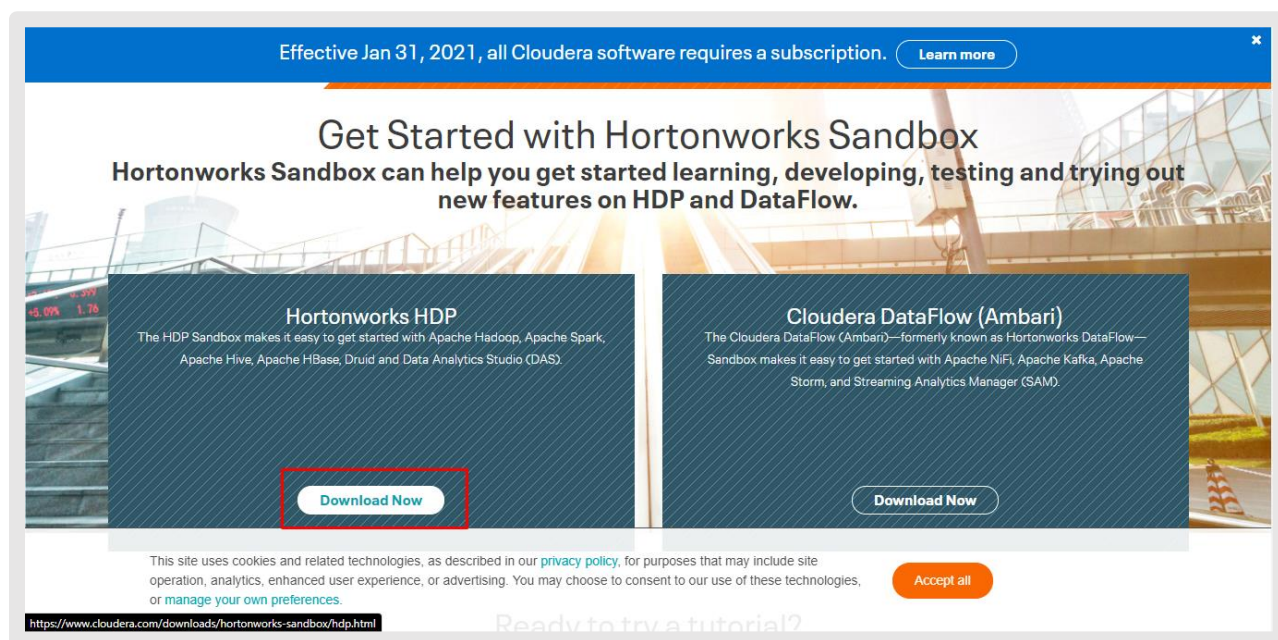 Effective Jan 31, 2021, all Cloudera software requires a subscription. Learn more
Get Started with Hortonworks Sandbox
Hortonworks Sandbox can help you get started learning, developing, testing and trying out
new features on HDP and DataFlow.
+5.09% 1.76
Hortonworks HDP
The HDP Sandbox makes it easy to get started with Apache Hadoop, Apache Spark,
Apache Hive, Apache HBase, Druid and Data Analytics Studio (DAS).
Download Now
Cloudera DataFlow (Ambari)
The Cloudera DataFlow (Ambari)—formerly known as Hortonworks DataFlow—
Sandbox makes it easy to get started with Apache NiFi, Apache Kafka, Apache
Storm, and Streaming Analytics Manager (SAM).
Download Now
This site uses cookies and related technologies, as described in our privacy policy, for purposes that may include site
operation, analytics, enhanced user experience, or advertising. You may choose to consent to our use of these technologies,
or manage your own preferences.
Accept all
https://www.cloudera.com/downloads/hortonworks-sandbox/hdp.html
Ready to try a tutorial?